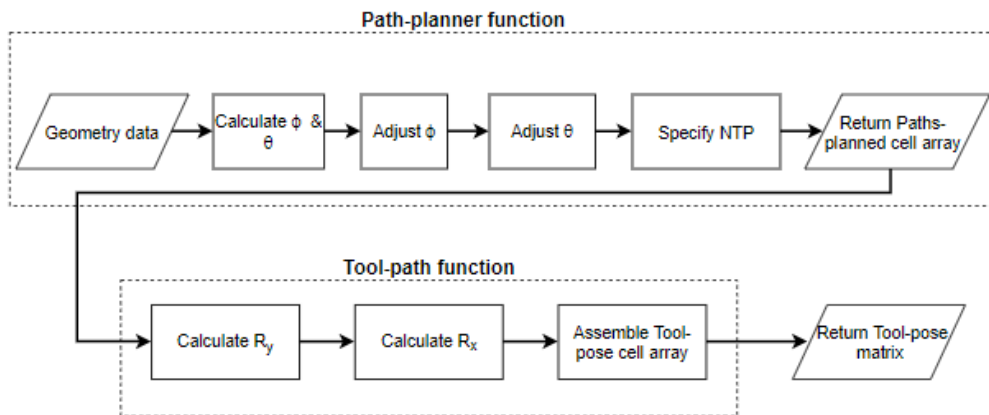 Path-planner function
Geometry data
Calculate ϕ & 
θ
Adjust ϕ
Adjust θ
Specify NTP
Return Paths-
planned cell array
Tool-path function
Calculate Ry
Calculate Rx
Assemble Tool-
pose cell array
Return Tool-pose
matrix